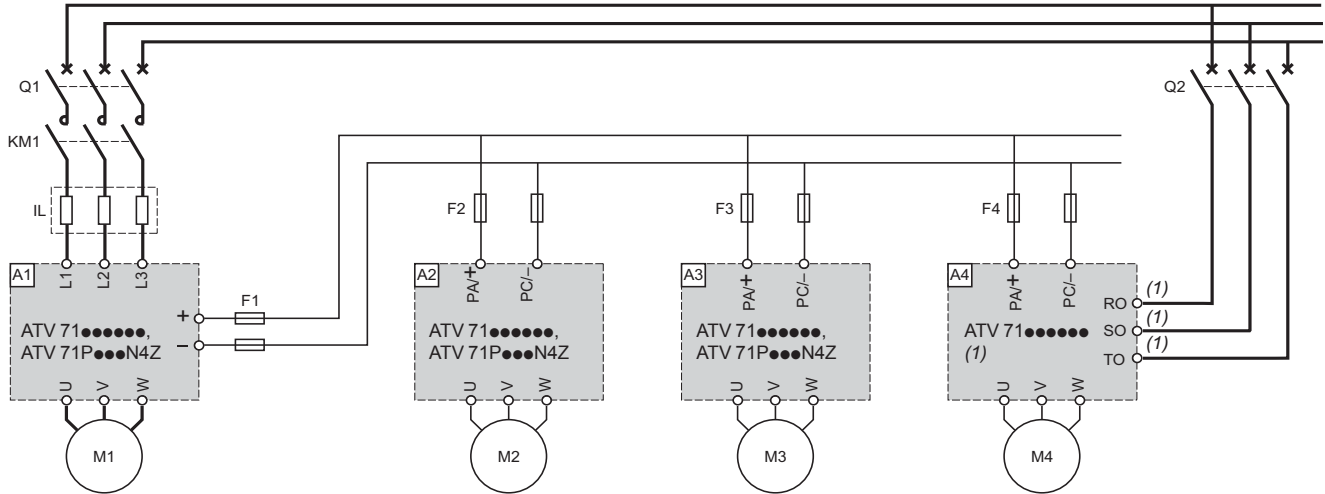 Q1
Q2
KM1
IL
F2
F3
F4
A1
L1 L2 L3
A2
PA/+ PC/–
A3
PA/+ PC/–
A4
PA/+ PC/–
F1
+
–
ATV 71●●●●●●,
ATV 71P●●●N4Z
ATV 71●●●●●●,
ATV 71P●●●N4Z
ATV 71●●●●●●,
ATV 71P●●●N4Z
ATV 71●●●●●●
(1)
RO (1)
SO (1)
TO (1)
U V W
U V W
U V W
U V W
M1
M2
M3
M4